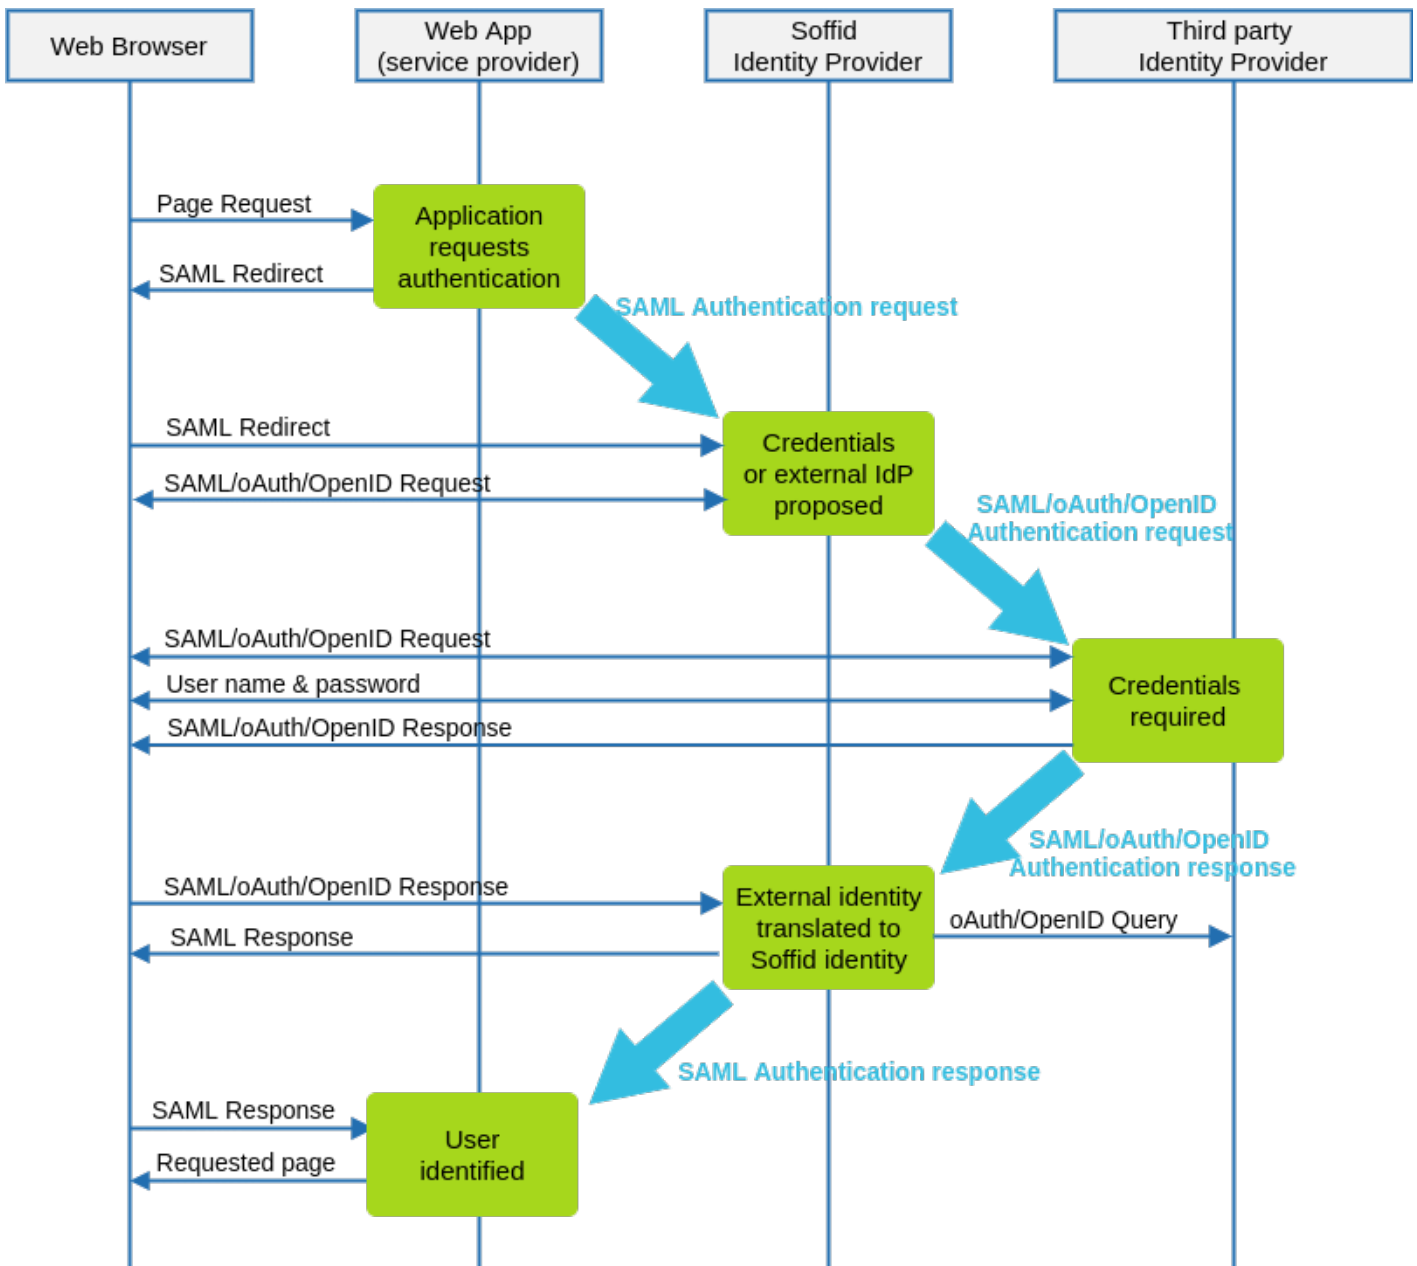 Web Browser
Web App
(service provider)
Soffid
Identity Provider
Third party
Identity Provider
Page Request
Application
requests
authentication
SAML Redirect
SAML Authentication request
SAML Redirect
Credentials
or external IdP
proposed
SAML/oAuth/OpenID Request
SAML/oAuth/OpenID
Authentication request
SAML/oAuth/OpenID Request
User name & password
SAML/oAuth/OpenID Response
Credentials
required
SAML/oAuth/OpenID
Authentication response
SAML/oAuth/OpenID Response
External identity
translated to
Soffid identity
oAuth/OpenID Query
SAML Response
SAML Authentication response
SAML Response
User
identified
Requested page